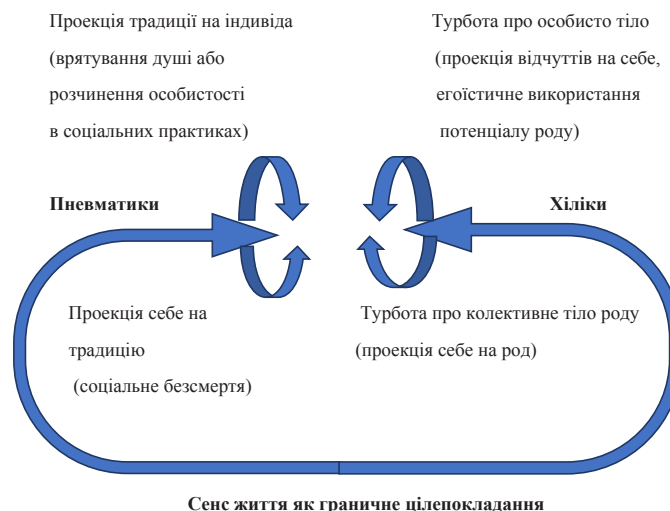 Проекція традиції на індивіда
(врятування душі або
розчинення особистості
в соціальних практиках)
Турбота про особисто тіло
(проекція відчуттів на себе,
егоїстичне використання
потенціалу роду)
Пневматики
Хіліки
Проекція себе на
традицію
(соціальне безсмертя)
Турбота про колективне тіло роду
(проекція себе на род)
Сенс життя як граничне цілепокладання